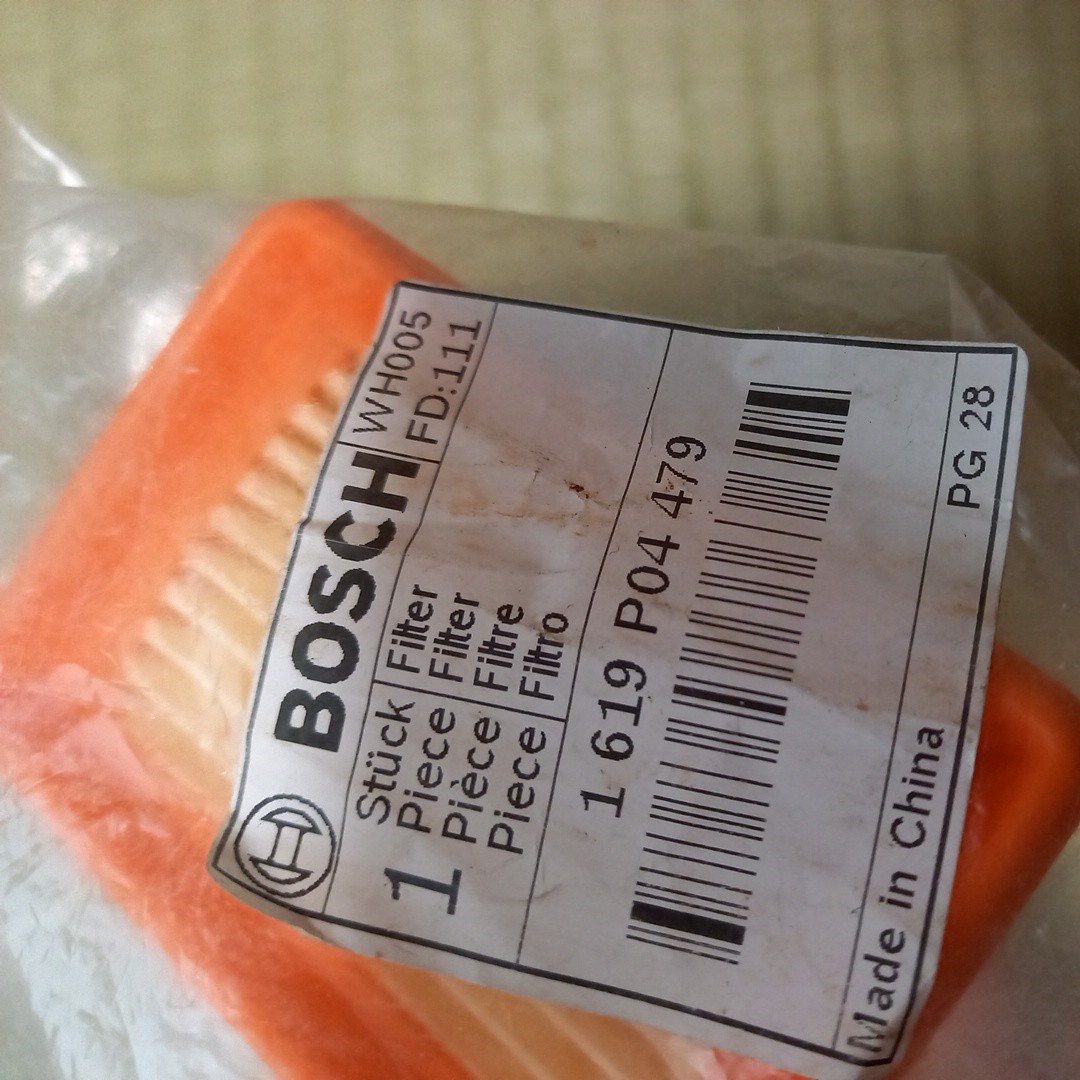 BOSCH
WH005
FD:111
1
Stück Filter
Piece Filter
Pièce Filtre
Piece Filtro
1 619 P04 479
Made in China
PG 28